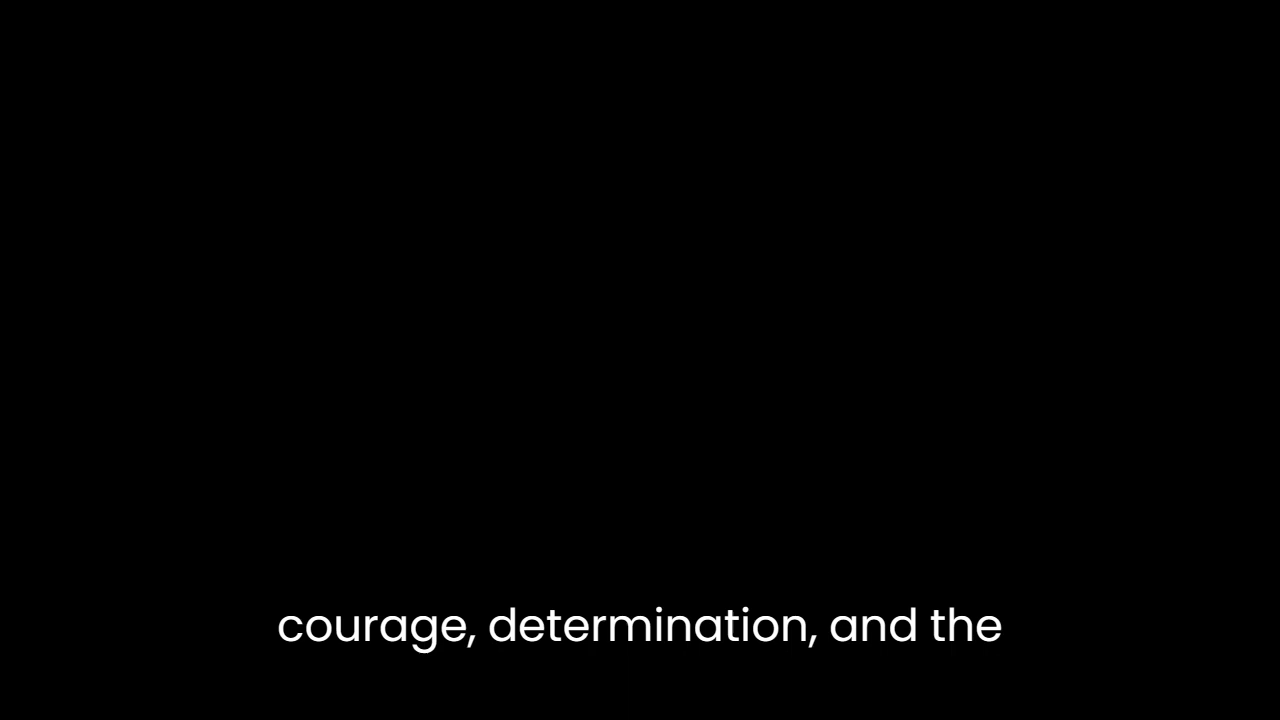 courage, determination, and the